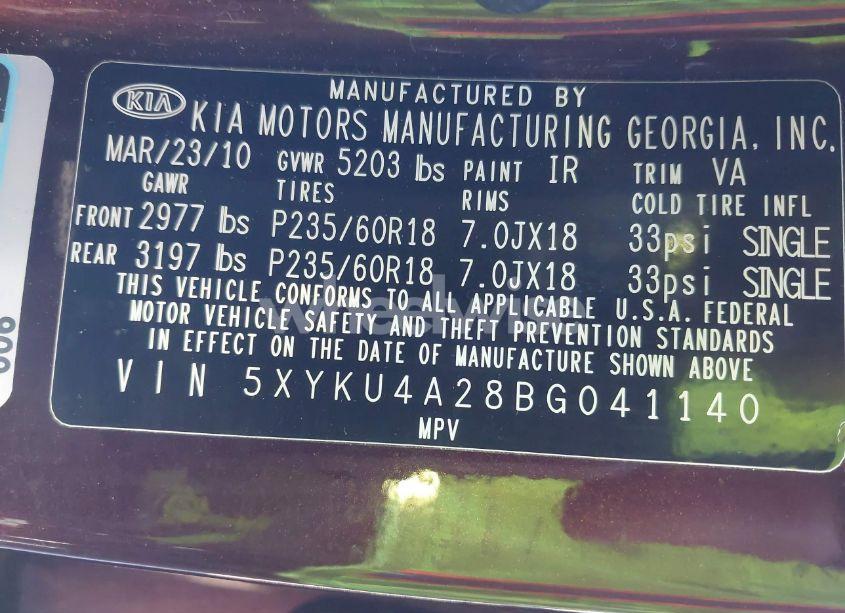 MANUFACTURED BY
KIA KIA MOTORS MANUFACTURING GEORGIA, INC.
MAR/23/10 GVWR 5203 lbs PAINT IR TRIM VA
GAWR TIRES RIMS COLD TIRE INFL
FRONT 2977 lbs P235/60R18 7.0JX18 33psi SINGLE
REAR 3197 lbs P235/60R18 7.0JX18 33psi SINGLE
THIS VEHICLE CONFORMS TO ALL APPLICABLE U.S.A. FEDERAL
MOTOR VEHICLE SAFETY AND THEFT PREVENTION STANDARDS
IN EFFECT ON THE DATE OF MANUFACTURE SHOWN ABOVE
VIN 5XYKU4A28BG041140
MPV